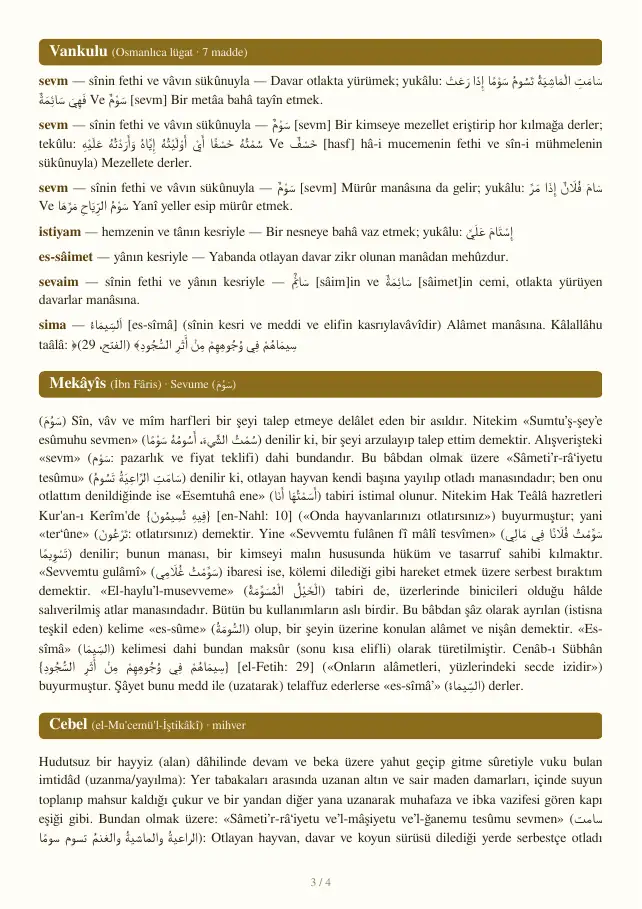 Vankulu (Osmanlıca lügat · 7 madde)
sevm — sînin fethi ve vâvın sükûnuyla — Davar otlakta yürümek; yukâlu: سَامَتِ الْمَاشِيَةُ تَسُومُ سَوْمًا إِذَا رَعَتْ
فَهِيَ سَائِمَةٌ Ve سَوْمٌ [sevm] Bir metâa bahâ tayîn etmek.
sevm — sînin fethi ve vâvın sükûnuyla — سَوْمٌ [sevm] Bir kimseye mezellet eriştirip hor kılmağa derler;
tekûlu: سُمْتُهُ خَسْفًا أَيْ أَوْلَيْتُهُ إِيَّاهُ وَأَرَدْتُهُ عَلَيْهِ Ve خَسْفٌ [hasf] hâ-i mucemenin fethi ve sîn-i mühmelenin
sükûnuyla) Mezellete derler.
sevm — sînin fethi ve vâvın sükûnuyla — سَوْمٌ [sevm] Mürûr manâsına da gelir; yukâlu: سَامَ فُلَانٌ إِذَا مَرَّ
Ve سَوْمُ الرِّيَاحِ مَرُّهَا Yanî yeller esip mürûr etmek.
istiyam — hemzenin ve tânın kesriyle — Bir nesneye bahâ vaz etmek; yukâlu: إِسْتَامَ عَلَيَّ
es-sâimet — yânın kesriyle — Yabanda otlayan davar zikr olunan manâdan mehûzdur.
sevaim — sînin fethi ve yânın kesriyle — سَائِمٌ [sâim]in ve سَائِمَةٌ [sâimet]in cemi, otlakta yürüyen
davarlar manâsına.
sima — اَلسِّيمَاءُ [es-sîmâ] (sînin kesri ve meddi ve elifin kasrıylavâvîdir) Alâmet manâsına. Kâlallâhu
taâlâ: ﴿سِيمَاهُمْ فِي وُجُوهِهِمْ مِنْ أَثَرِ السُّجُودِ﴾ (الفتح، 29)
Mekâyîs (İbn Fâris) · Sevume (سَوُمَ)
(سَوُمَ) Sîn, vâv ve mîm harfleri bir şeyi talep etmeye delâlet eden bir asıldır. Nitekim «Sumtu’ş-şey’e
esûmuhu sevmen» (سُمْتُ الشَّيْءَ، أَسُومُهُ سَوْمًا) denilir ki, bir şeyi arzulayıp talep ettim demektir. Alışverişteki
«sevm» (سَوْم: pazarlık ve fiyat teklifi) dahi bundandır. Bu bâbdan olmak üzere «Sâmeti’r-râ‘iyetu
tesûmu» (سَامَتِ الرَّاعِيَةُ تَسُومُ) denilir ki, otlayan hayvan kendi başına yayılıp otladı manasındadır; ben onu
otlattım denildiğinde ise «Esemtuhâ ene» (أَسَمْتُهَا أَنَا) tabiri istimal olunur. Nitekim Hak Teâlâ hazretleri
Kur'an-ı Kerîm'de {فِيهِ تُسِيمُونَ} [en-Nahl: 10] («Onda hayvanlarınızı otlatırsınız») buyurmuştur; yani
«ter‘ûne» (تَرْعَوْنَ: otlatırsınız) demektir. Yine «Sevvemtu fulânen fî mâlî tesvîmen» (سَوَّمْتُ فُلَانًا فِي مَالِي
تَسْوِيمًا) denilir; bunun manası, bir kimseyi malın hususunda hüküm ve tasarruf sahibi kılmaktır.
«Sevvemtu gulâmî» (سَوَّمْتُ غُلَامِي) ibaresi ise, kölemi dilediği gibi hareket etmek üzere serbest bıraktım
demektir. «El-haylu’l-musevveme» (الْخَيْلُ الْمُسَوَّمَةُ) tabiri de, üzerlerinde binicileri olduğu hâlde
salıverilmiş atlar manasındadır. Bütün bu kullanımların aslı birdir. Bu bâbdan şâz olarak ayrılan (istisna
teşkil eden) kelime «es-sûme» (السُّومَةُ) olup, bir şeyin üzerine konulan alâmet ve nişân demektir. «Es-
sîmâ» (السِّيمَا) kelimesi dahi bundan maksûr (sonu kısa elifli) olarak türetilmiştir. Cenâb-ı Sübhân
{سِيمَاهُمْ فِي وُجُوهِهِمْ مِنْ أَثَرِ السُّجُودِ} [el-Fetih: 29] («Onların alâmetleri, yüzlerindeki secde izidir»)
buyurmuştur. Şâyet bunu medd ile (uzatarak) telaffuz ederlerse «es-sîmâ’» (السِّيمَاءُ) derler.
Cebel (el-Mu'cemü'l-İştikâkî) · mihver
Hudutsuz bir hayyiz (alan) dâhilinde devam ve beka üzere yahut geçip gitme sûretiyle vuku bulan
imtidâd (uzanma/yayılma): Yer tabakaları arasında uzanan altın ve sair maden damarları, içinde suyun
toplanıp mahsur kaldığı çukur ve bir yandan diğer yana uzanarak muhafaza ve ibka vazifesi gören kapı
eşiği gibi. Bundan olmak üzere: «Sâmeti’r-râ‘iyetu ve’l-mâşiyetu ve’l-ğanemu tesûmu sevmen» (سامت
الراعيةُ والماشيةُ والغنمُ تسوم سومًا): Otlayan hayvan, davar ve koyun sürüsü dilediği yerde serbestçe otladı
3 / 4